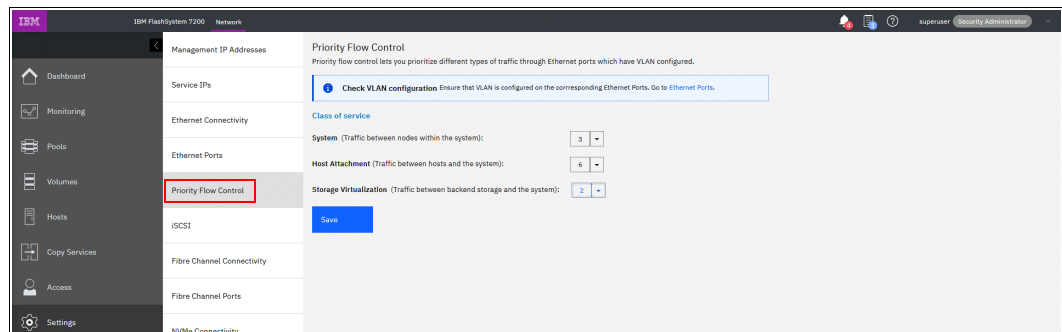 IBM
IBM FlashSystem 7200 Network
4
1
superuser Security Administrator
Dashboard
Monitoring
Pools
Volumes
Hosts
Copy Services
Access
Settings
Management IP Addresses
Service IPs
Ethernet Connectivity
Ethernet Ports
Priority Flow Control
iSCSI
Fibre Channel Connectivity
Fibre Channel Ports
NVMe Connectivity
Priority Flow Control
Priority flow control lets you prioritize different types of traffic through Ethernet ports which have VLAN configured.
Check VLAN configuration Ensure that VLAN is configured on the corrresponding Ethernet Ports. Go to Ethernet Ports.
Class of service
System (Traffic between nodes within the system): 3
Host Attachment (Traffic between hosts and the system): 6
Storage Virtualization (Traffic between backend storage and the system): 2
Save